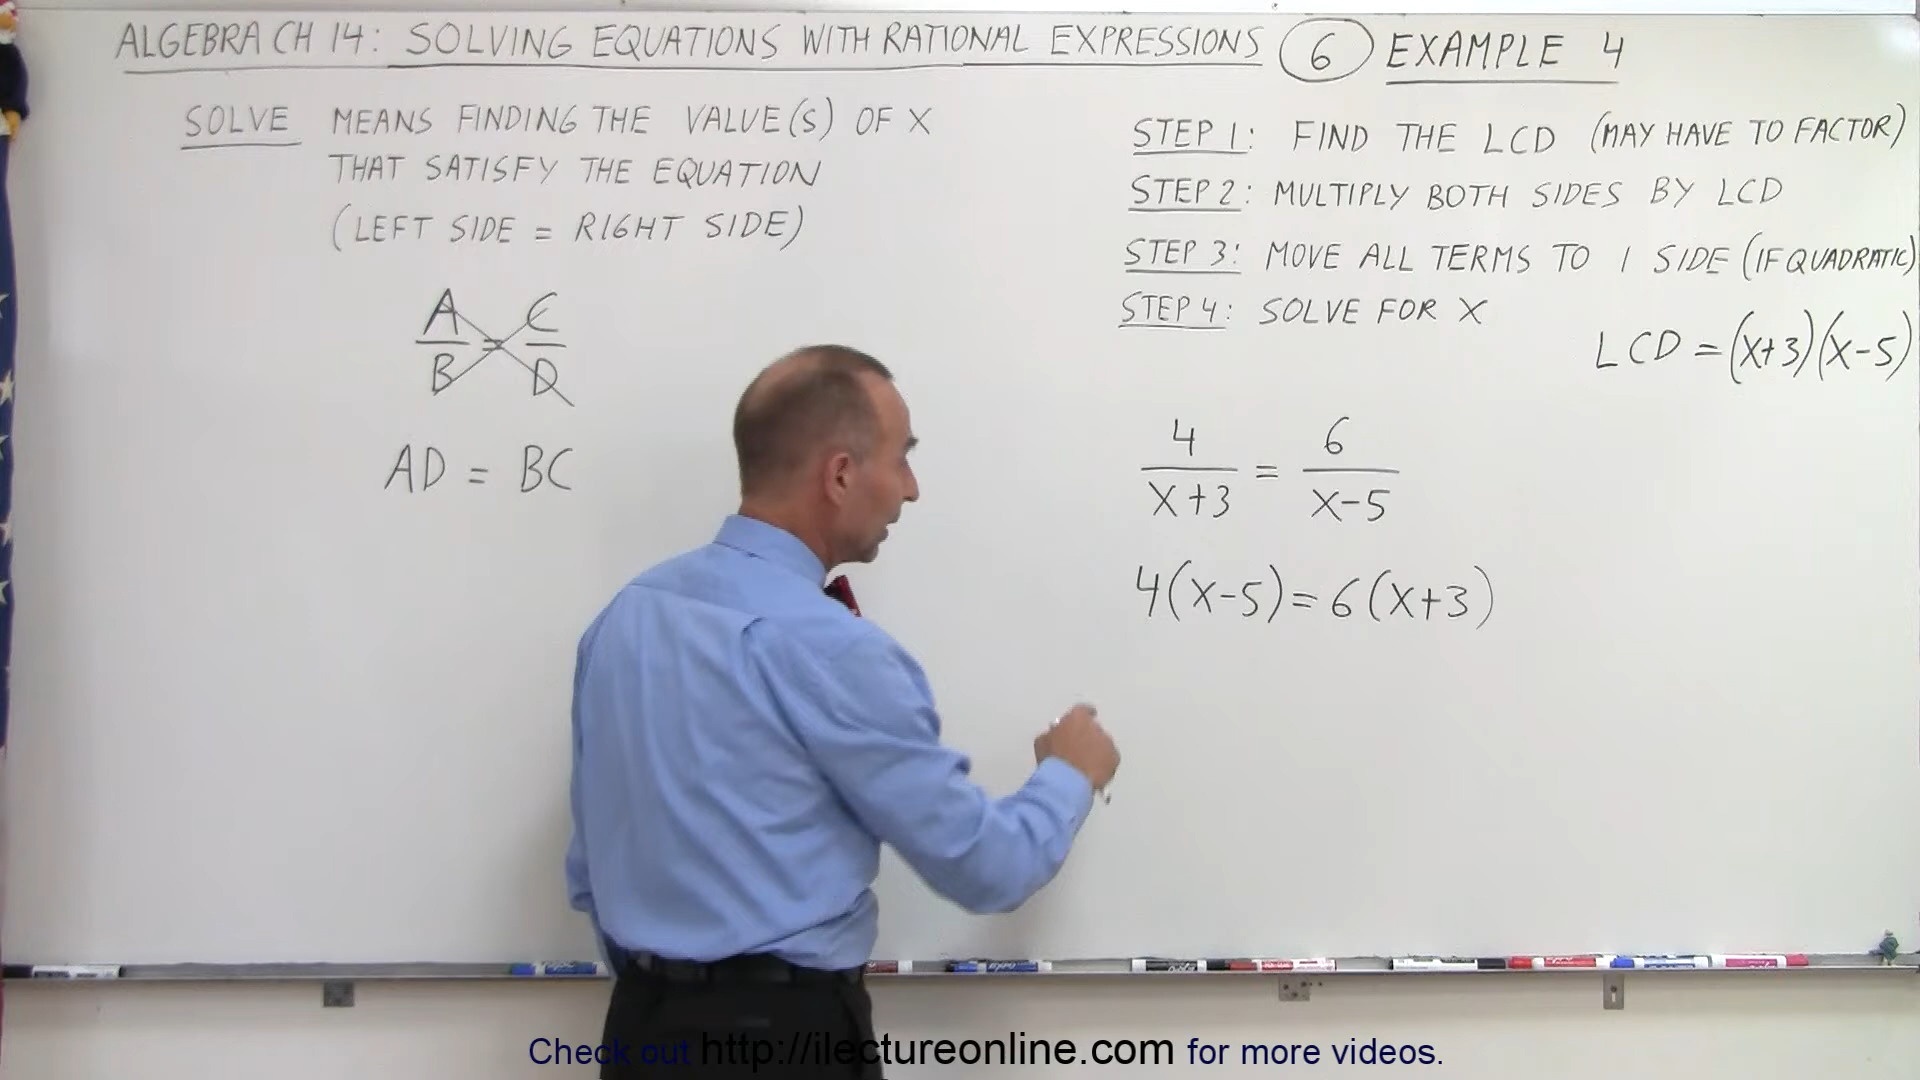 ALGEBRA CH 14: SOLVING EQUATIONS WITH RATIONAL EXPRESSIONS 6 EXAMPLE 4
SOLVE MEANS FINDING THE VALUE(S) OF X
THAT SATISFY THE EQUATION
(LEFT SIDE = RIGHT SIDE)
A/B = C/D
AD = BC
STEP 1: FIND THE LCD (MAY HAVE TO FACTOR)
STEP 2: MULTIPLY BOTH SIDES BY LCD
STEP 3: MOVE ALL TERMS TO 1 SIDE (IF QUADRATIC)
STEP 4: SOLVE FOR X
LCD = (X+3)(X-5)
4/(X+3) = 6/(X-5)
4(X-5) = 6(X+3)
Check out http://ilectureonline.com for more videos.